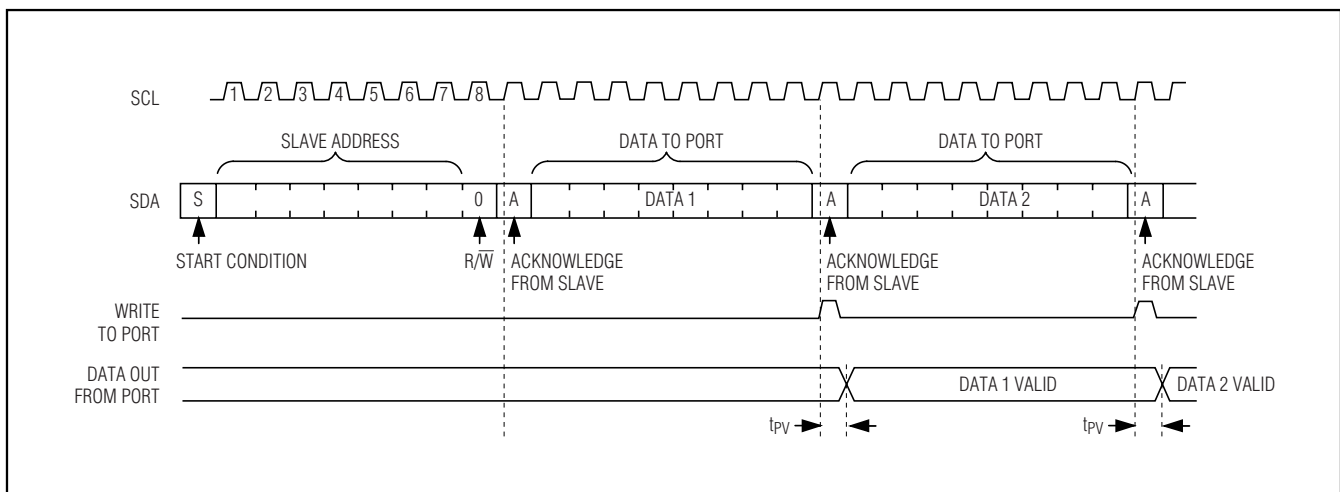 SCL
1 2 3 4 5 6 7 8
SLAVE ADDRESS DATA TO PORT DATA TO PORT
SDA
S 0 A DATA 1 A DATA 2 A
START CONDITION R/W̅ ACKNOWLEDGE FROM SLAVE ACKNOWLEDGE FROM SLAVE ACKNOWLEDGE FROM SLAVE
WRITE
TO PORT
DATA OUT
FROM PORT
DATA 1 VALID DATA 2 VALID
tPV tPV